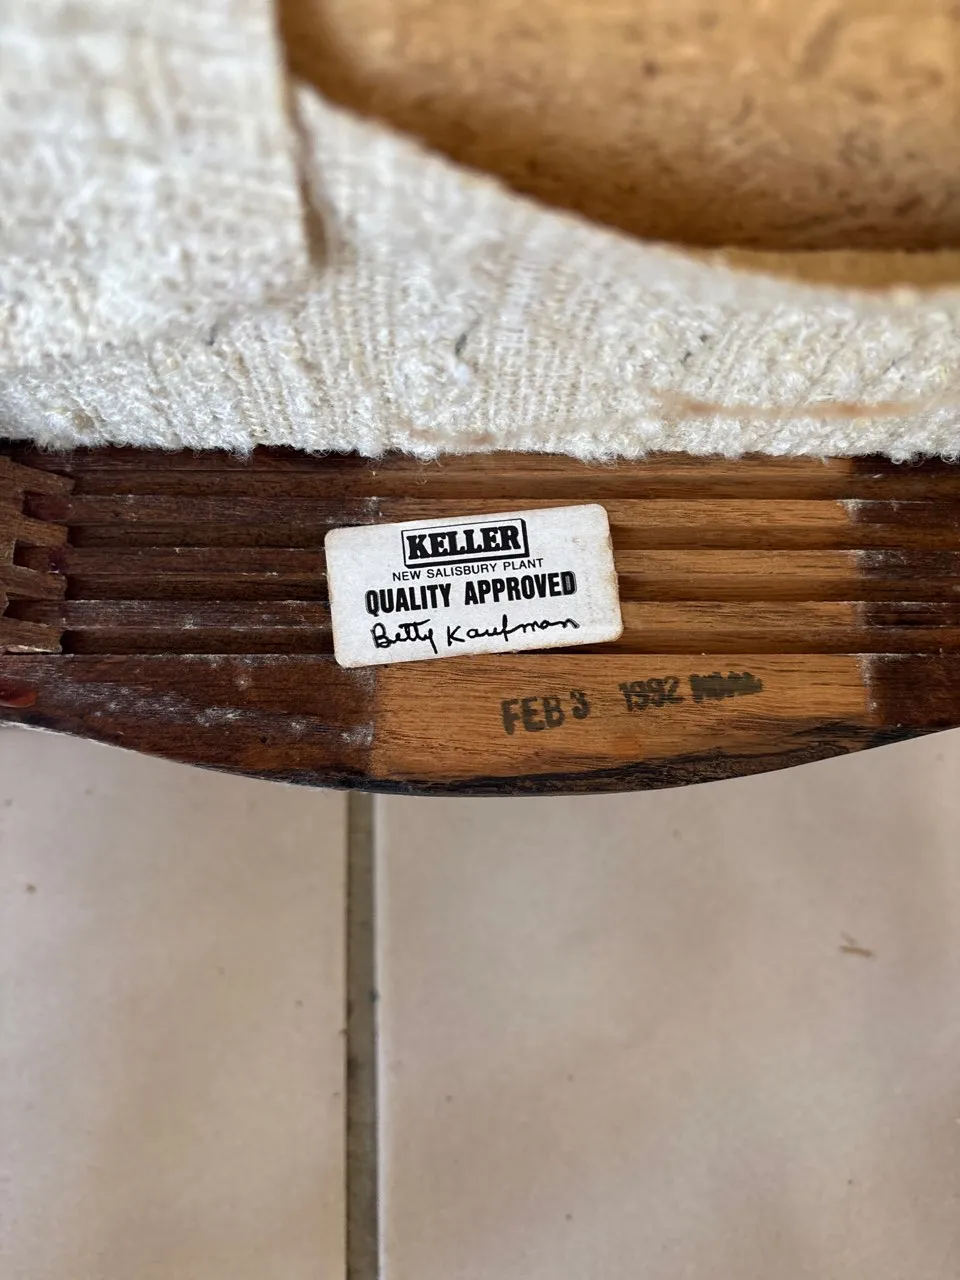 KELLER
NEW SALISBURY PLANT
QUALITY APPROVED
Betty Kaufman
FEB 3 1992